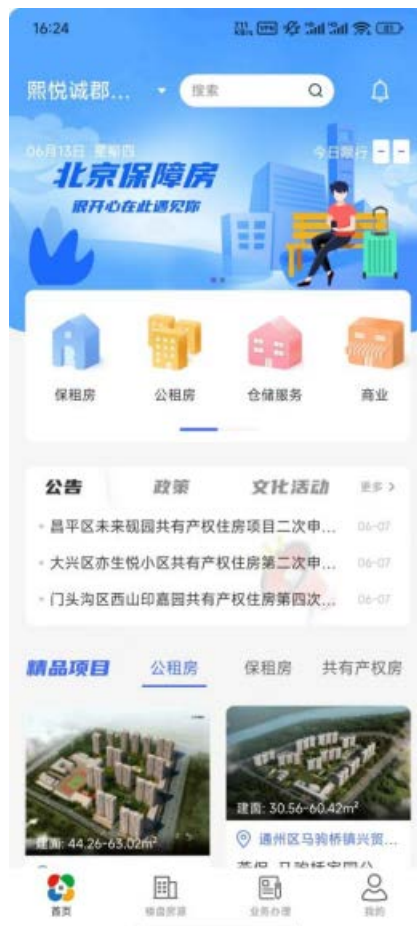 16:24
熙悦诚郡...
搜索
06月13日 星期四
今日限行 - -
北京保障房
很开心在此遇见你
保租房
公租房
仓储服务
商业
公告
政策
文化活动
更多 >
昌平区未来砚园共有产权住房项目二次申...
06-07
大兴区亦生悦小区共有产权住房第二次申...
06-07
门头沟区西山印嘉园共有产权住房第四次...
06-07
精品项目
公租房
保租房
共有产权房
建面: 44.26-63.02m²
建面: 30.56-60.42m²
通州区马驹桥镇兴贸...
首页
楼盘房源
业务办理
我的